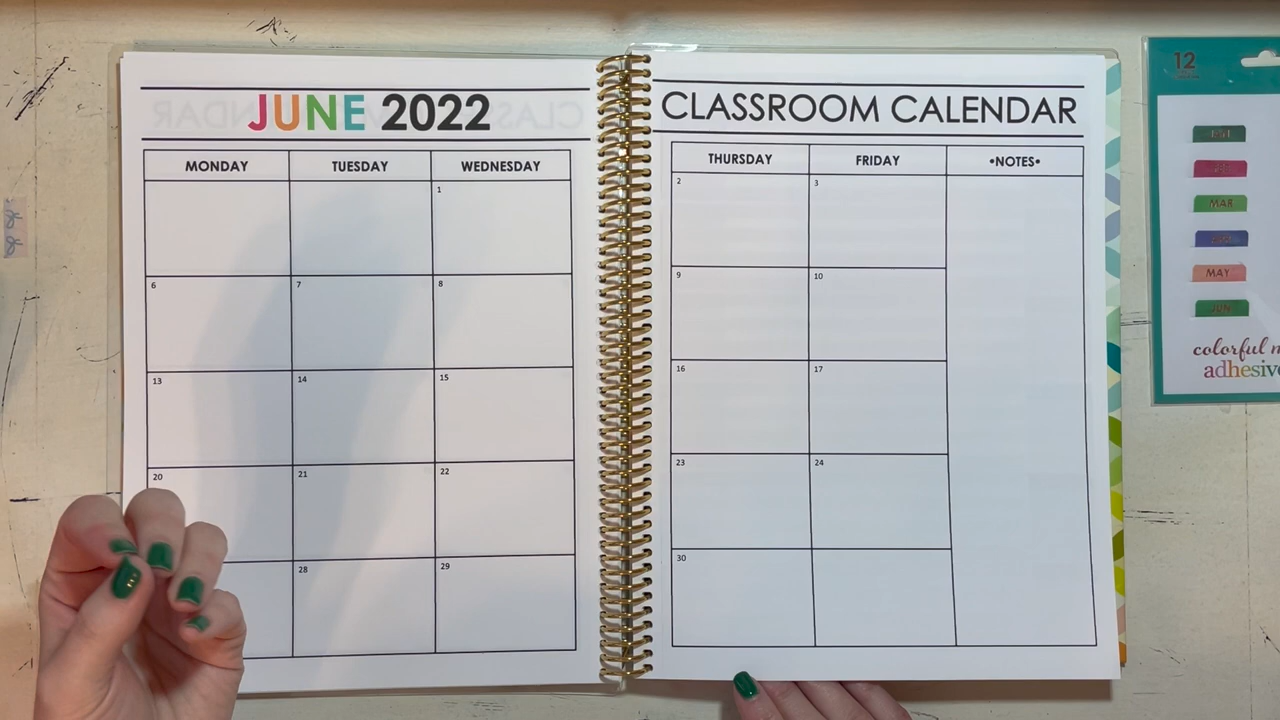 JUNE 2022
CLASSROOM CALENDAR
MONDAY TUESDAY WEDNESDAY
THURSDAY FRIDAY •NOTES•
1
2 3
6 7 8
9 10
13 14 15
16 17
20 21 22
23 24
28 29
30
12
MAR
MAY
JUN
colorful
adhesive